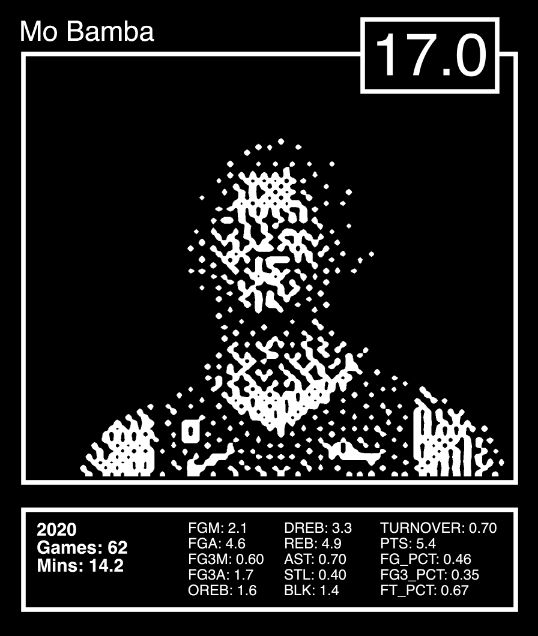 Mo Bamba
17.0
2020
Games: 62
Mins: 14.2
FGM: 2.1
FGA: 4.6
FG3M: 0.60
FG3A: 1.7
OREB: 1.6
DREB: 3.3
REB: 4.9
AST: 0.70
STL: 0.40
BLK: 1.4
TURNOVER: 0.70
PTS: 5.4
FG_PCT: 0.46
FG3_PCT: 0.35
FT_PCT: 0.67